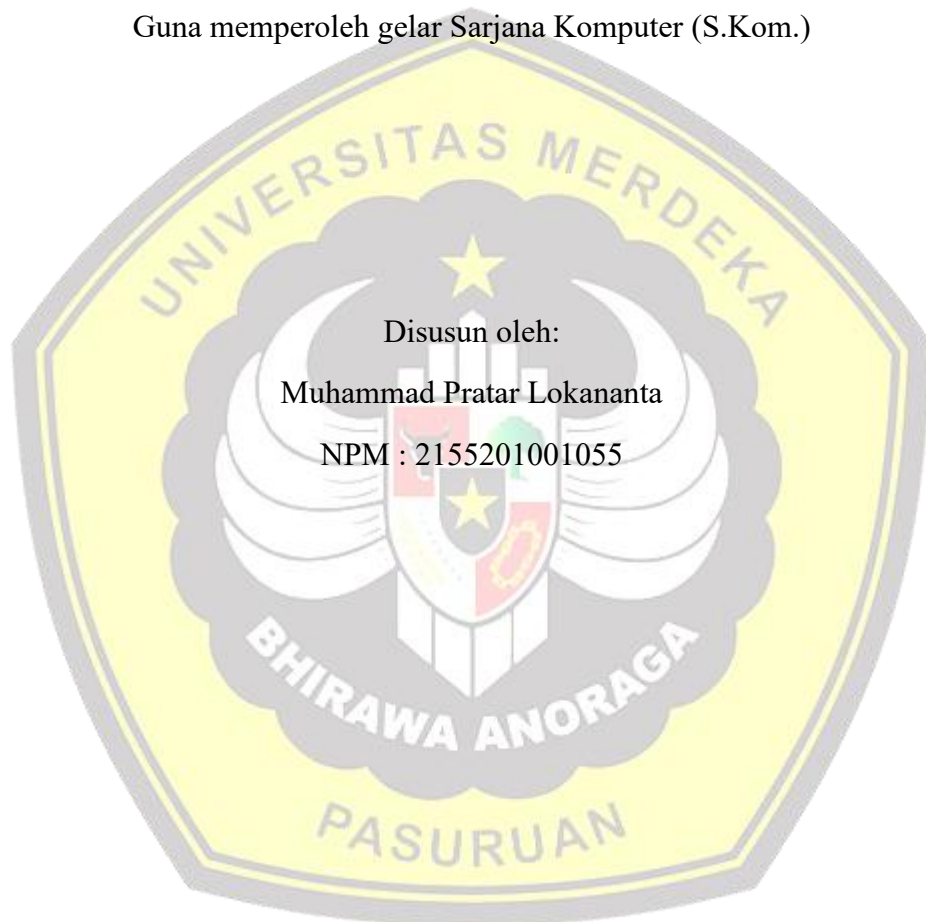 Guna memperoleh gelar Sarjana Komputer (S.Kom.)
UNIVERSITAS MERDEKA
Disusun oleh:
Muhammad Pratar Lokananta
NPM : 2155201001055
BHIRAWA ANORAGA
PASURUAN